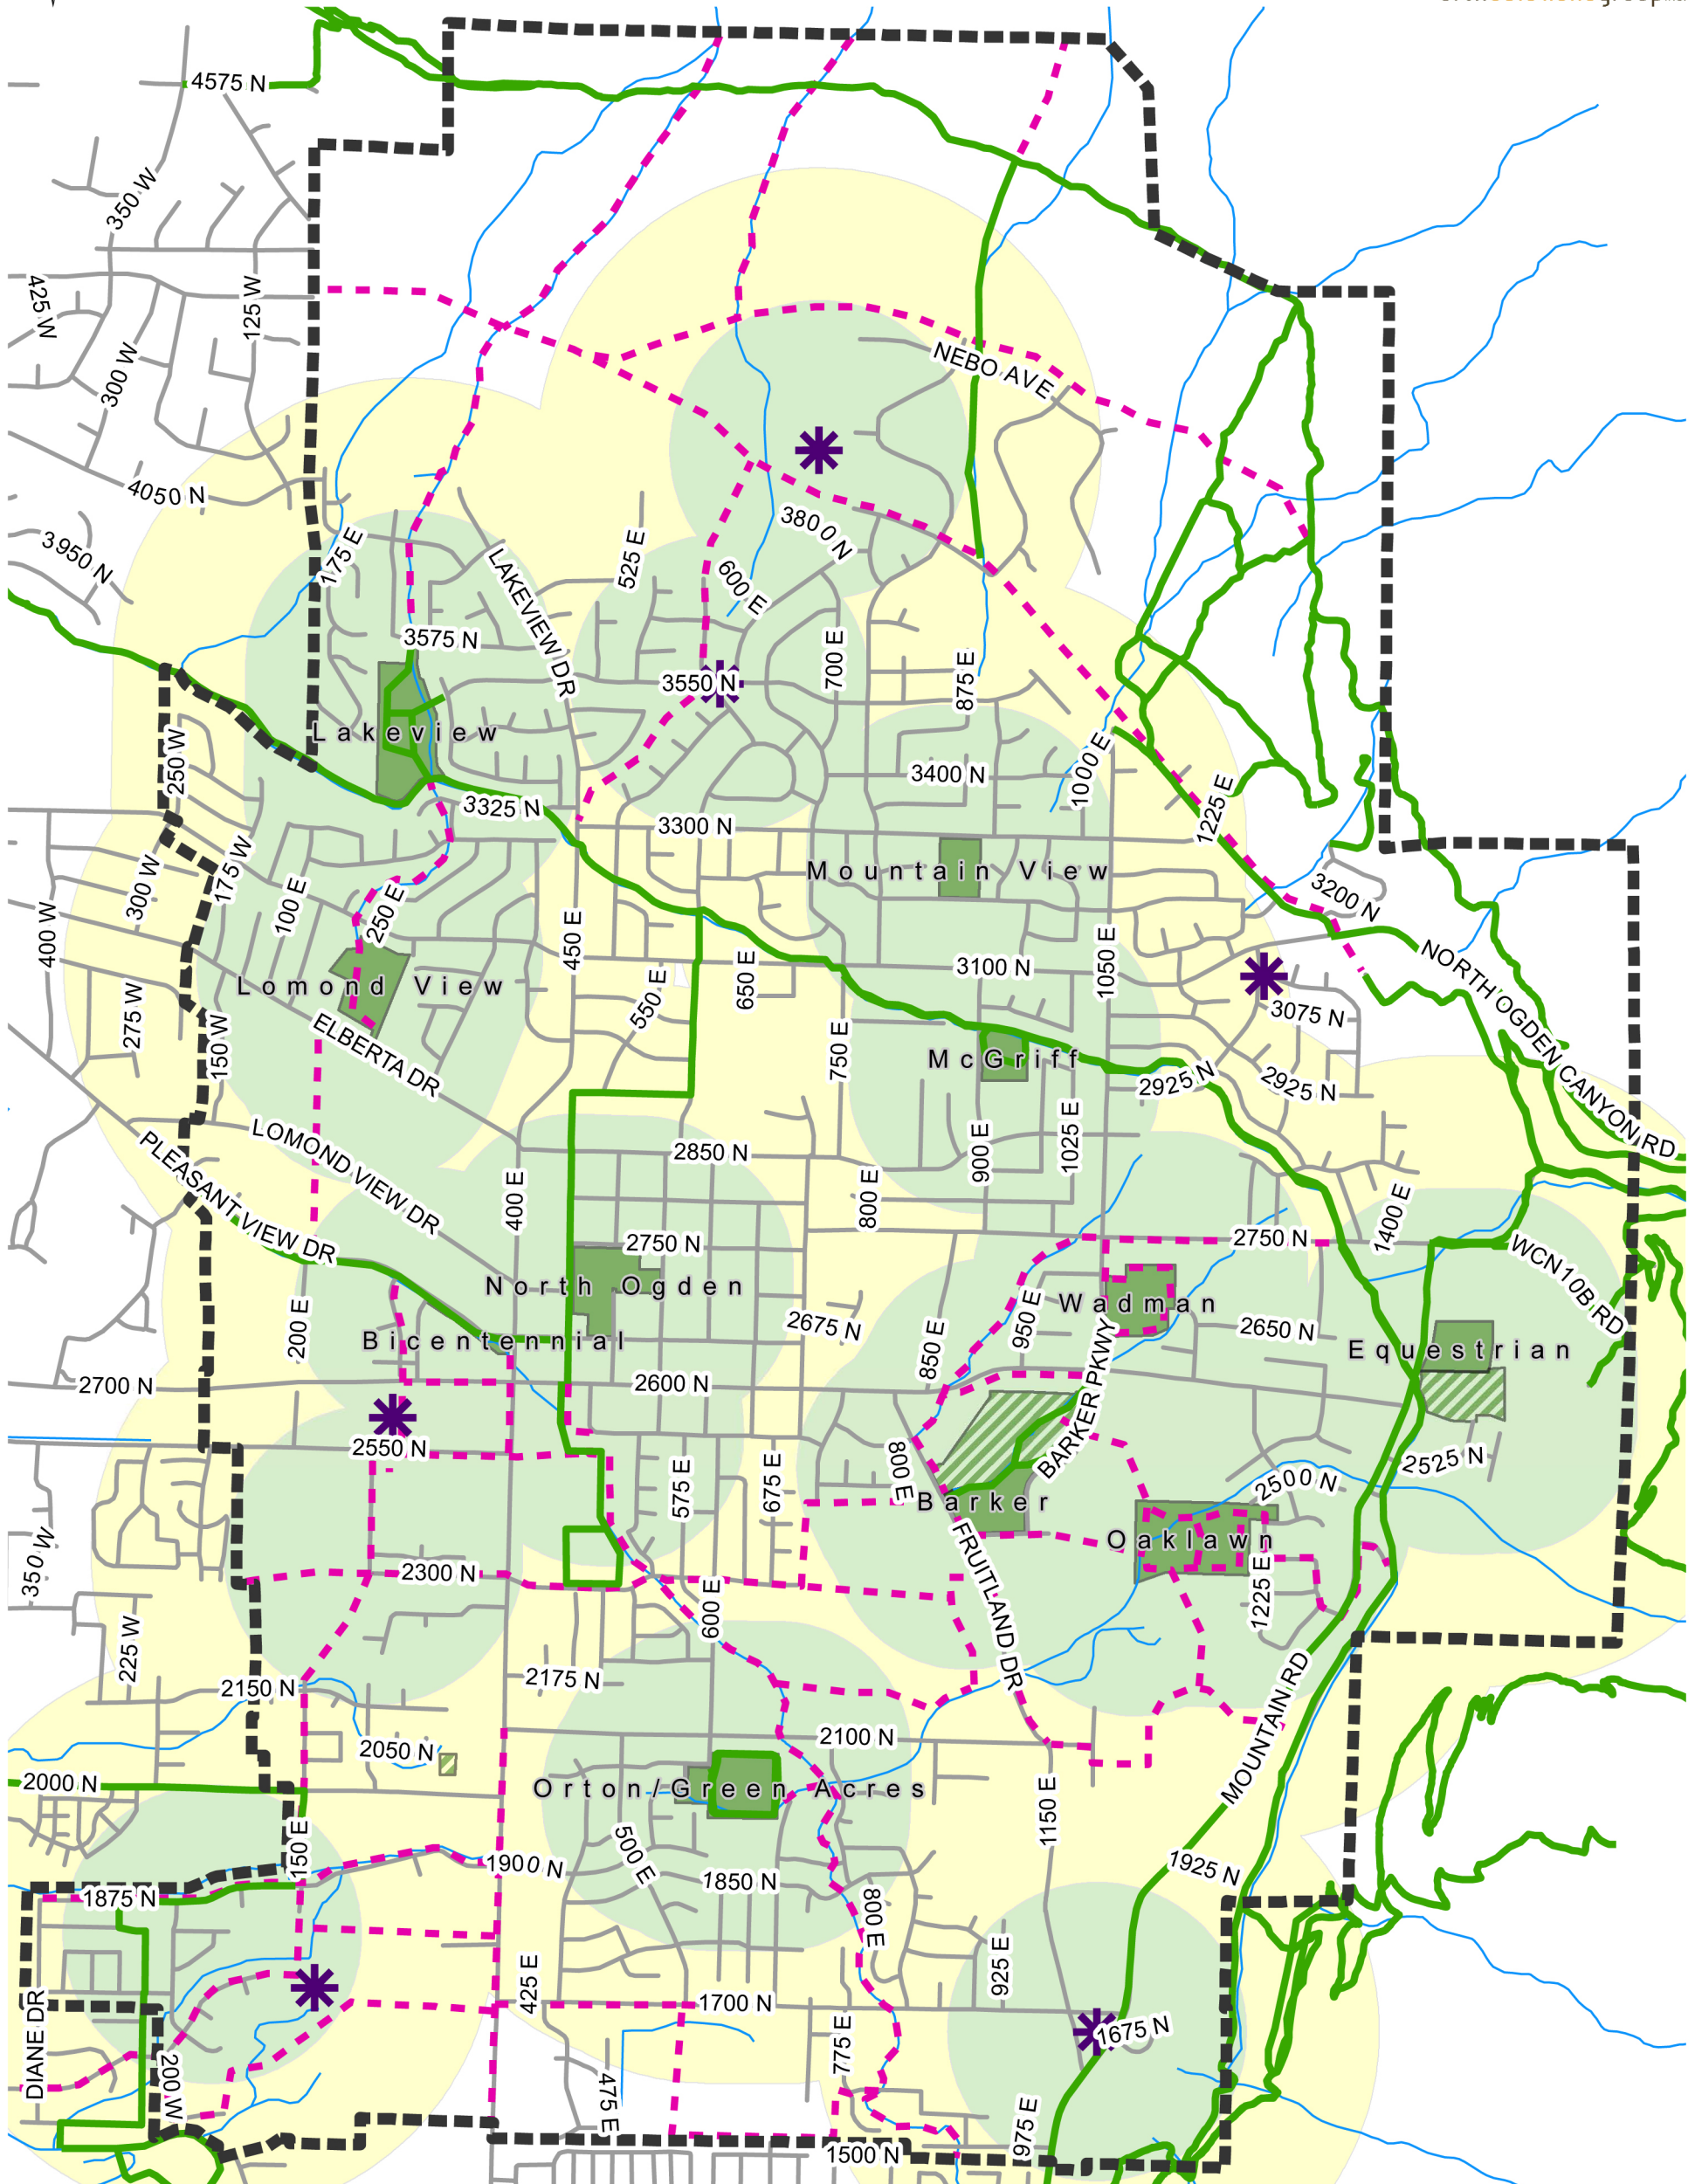 4575 N
350 W
425 W
125 W
300 W
NEBO AVE
4050 N
3950 N
380 0 N
175 E
LAKEVIEW DR
525 E
600 E
3575 N
700 E
875 E
3550 N
Lakeview
250 W
3400 N
1000 E
1225 E
3325 N
3300 N
Mountain View
300 W
175 W
100 E
250 E
3200 N
400 W
450 E
650 E
3100 N
1050 E
NORTH OGDEN CANYON RD
Lomond View
550 E
275 W
150 W
3075 N
ELBERTA DR
750 E
McGriff
2925 N
2925 N
LOMOND VIEW DR
PLEASANT VIEW DR
2850 N
900 E
1025 E
400 E
800 E
1400 E
2750 N
2750 N
WCN10B RD
North Ogden
950 E
Wadman
200 E
Bicentennial
2675 N
850 E
2650 N
Equestrian
2700 N
2600 N
BARKER PKWY
2550 N
575 E
675 E
800 E
2525 N
2500 N
Barker
350 W
FRUITLAND DR
Oaklawn
2300 N
600 E
1225 E
225 W
2150 N
2175 N
MOUNTAIN RD
2050 N
2100 N
2000 N
Orton/Green Acres
1150 E
150 E
500 E
1900 N
1925 N
1875 N
1850 N
800 E
925 E
425 E
DIANE DR
1700 N
1675 N
775 E
200 W
475 E
975 E
1500 N